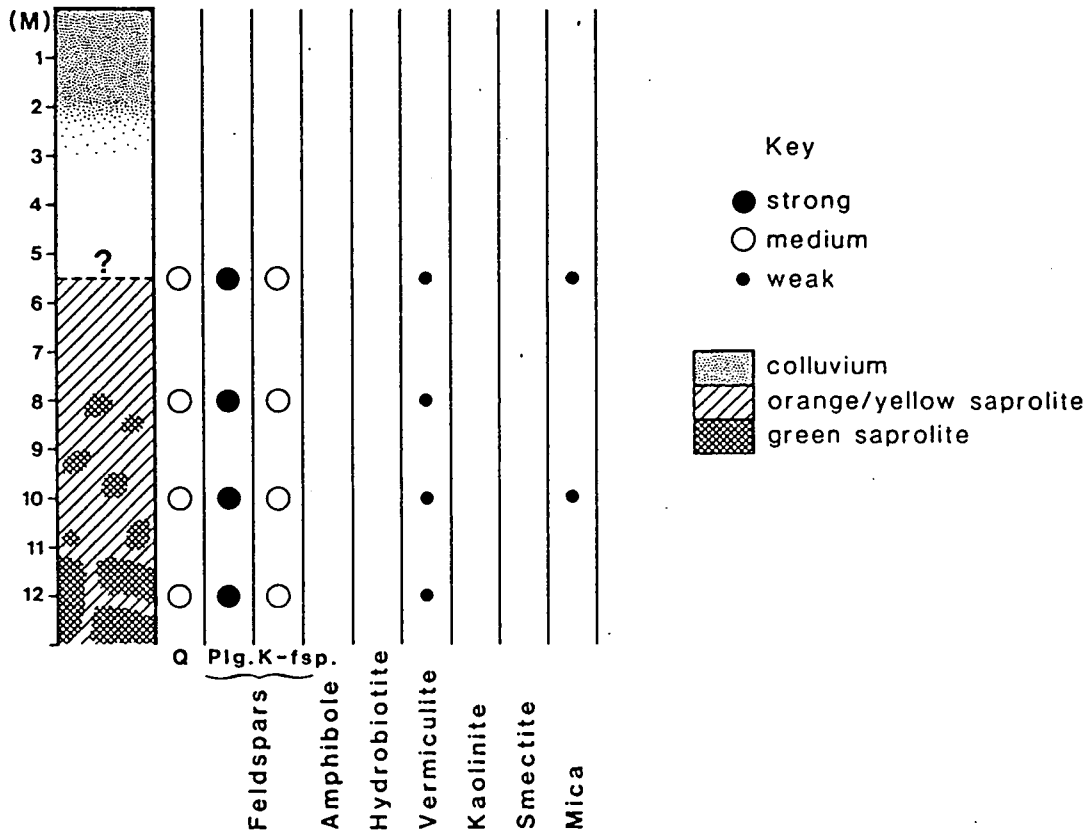 (M)
1
2
3
4
5
?
6
7
8
9
10
11
12
Q Plg. K-fsp.
Feldspars
Amphibole
Hydrobiotite
Vermiculite
Kaolinite
Smectite
Mica
Key
strong
medium
weak
colluvium
orange/yellow saprolite
green saprolite